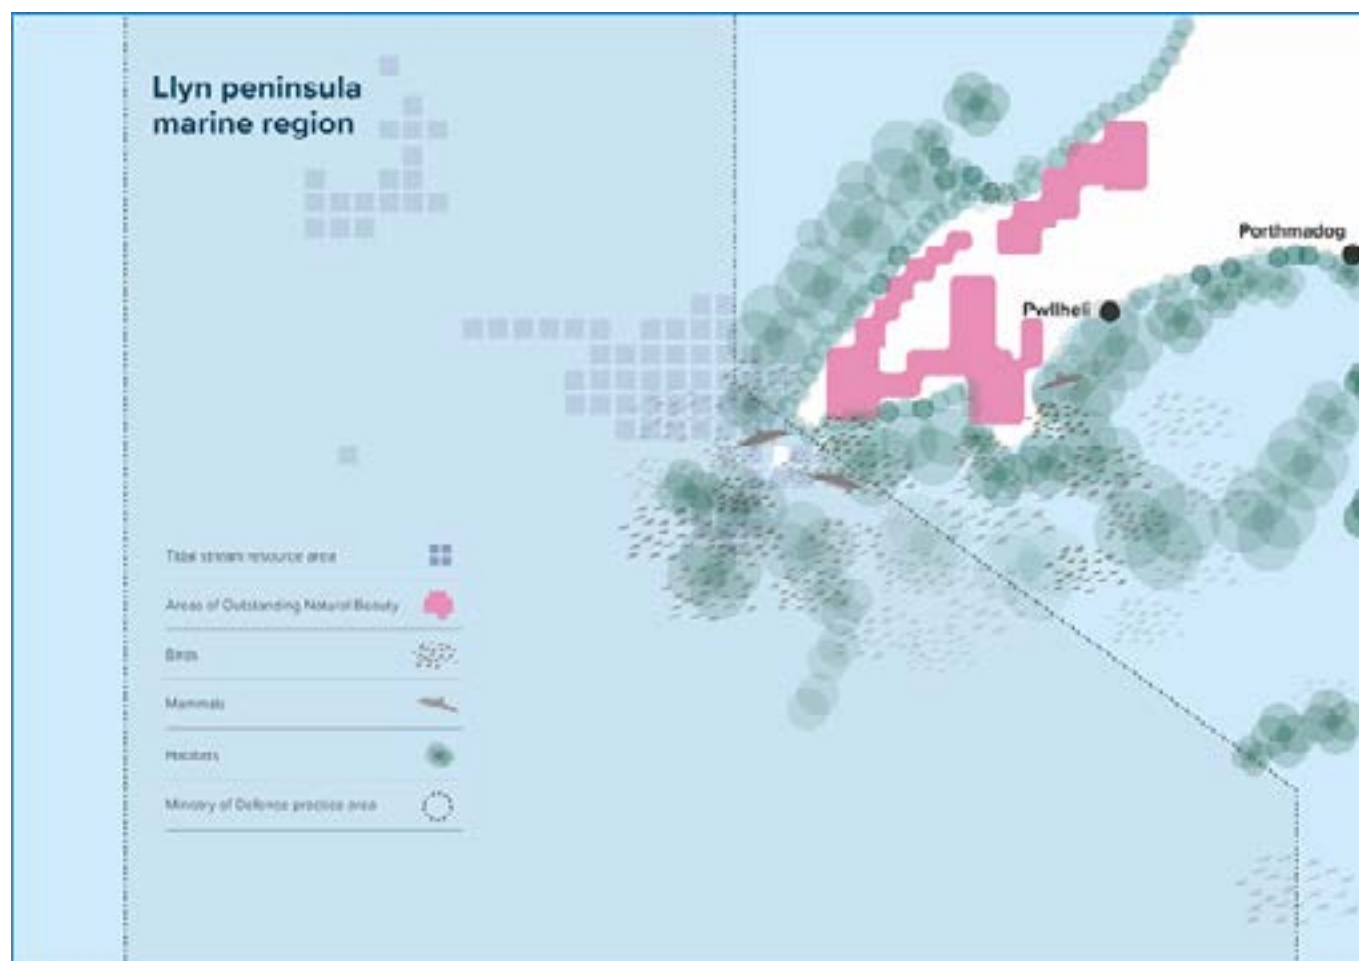 Llyn peninsula
marine region
Porthmadog
Pwllheli
Tidal stream resource area
Areas of Outstanding Natural Beauty
Birds
Mammals
Habitats
Ministry of Defence practice area